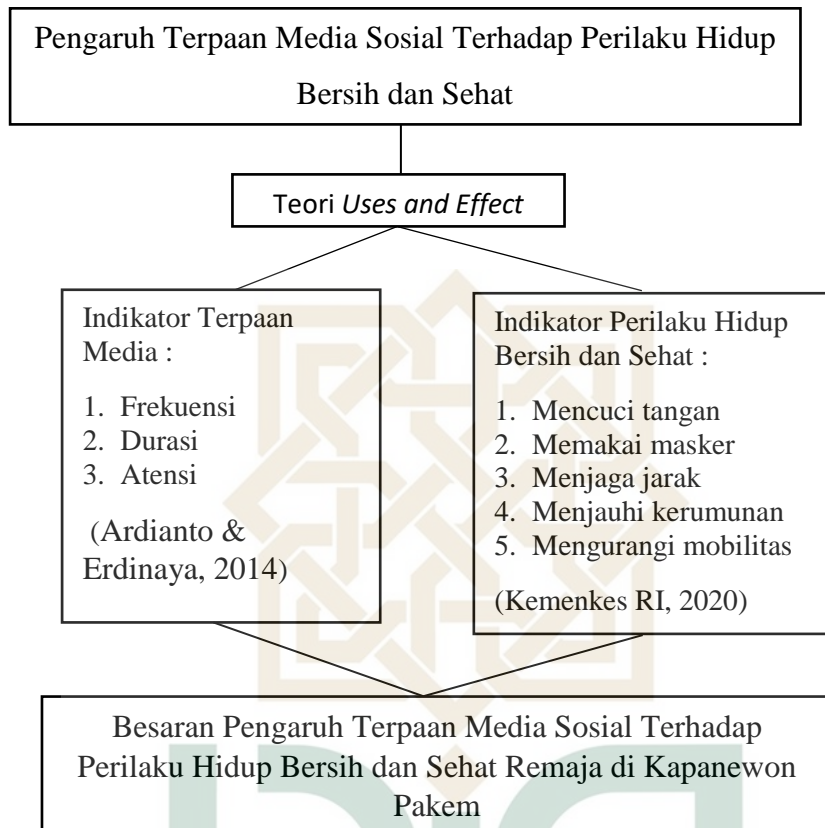 Pengaruh Terpaan Media Sosial Terhadap Perilaku Hidup
Bersih dan Sehat
Teori Uses and Effect
Indikator Terpaan
Media :
1. Frekuensi
2. Durasi
3. Atensi
(Ardianto &
Erdinaya, 2014)
Indikator Perilaku Hidup
Bersih dan Sehat :
1. Mencuci tangan
2. Memakai masker
3. Menjaga jarak
4. Menjauhi kerumunan
5. Mengurangi mobilitas
(Kemenkes RI, 2020)
Besaran Pengaruh Terpaan Media Sosial Terhadap
Perilaku Hidup Bersih dan Sehat Remaja di Kapanewon
Pakem